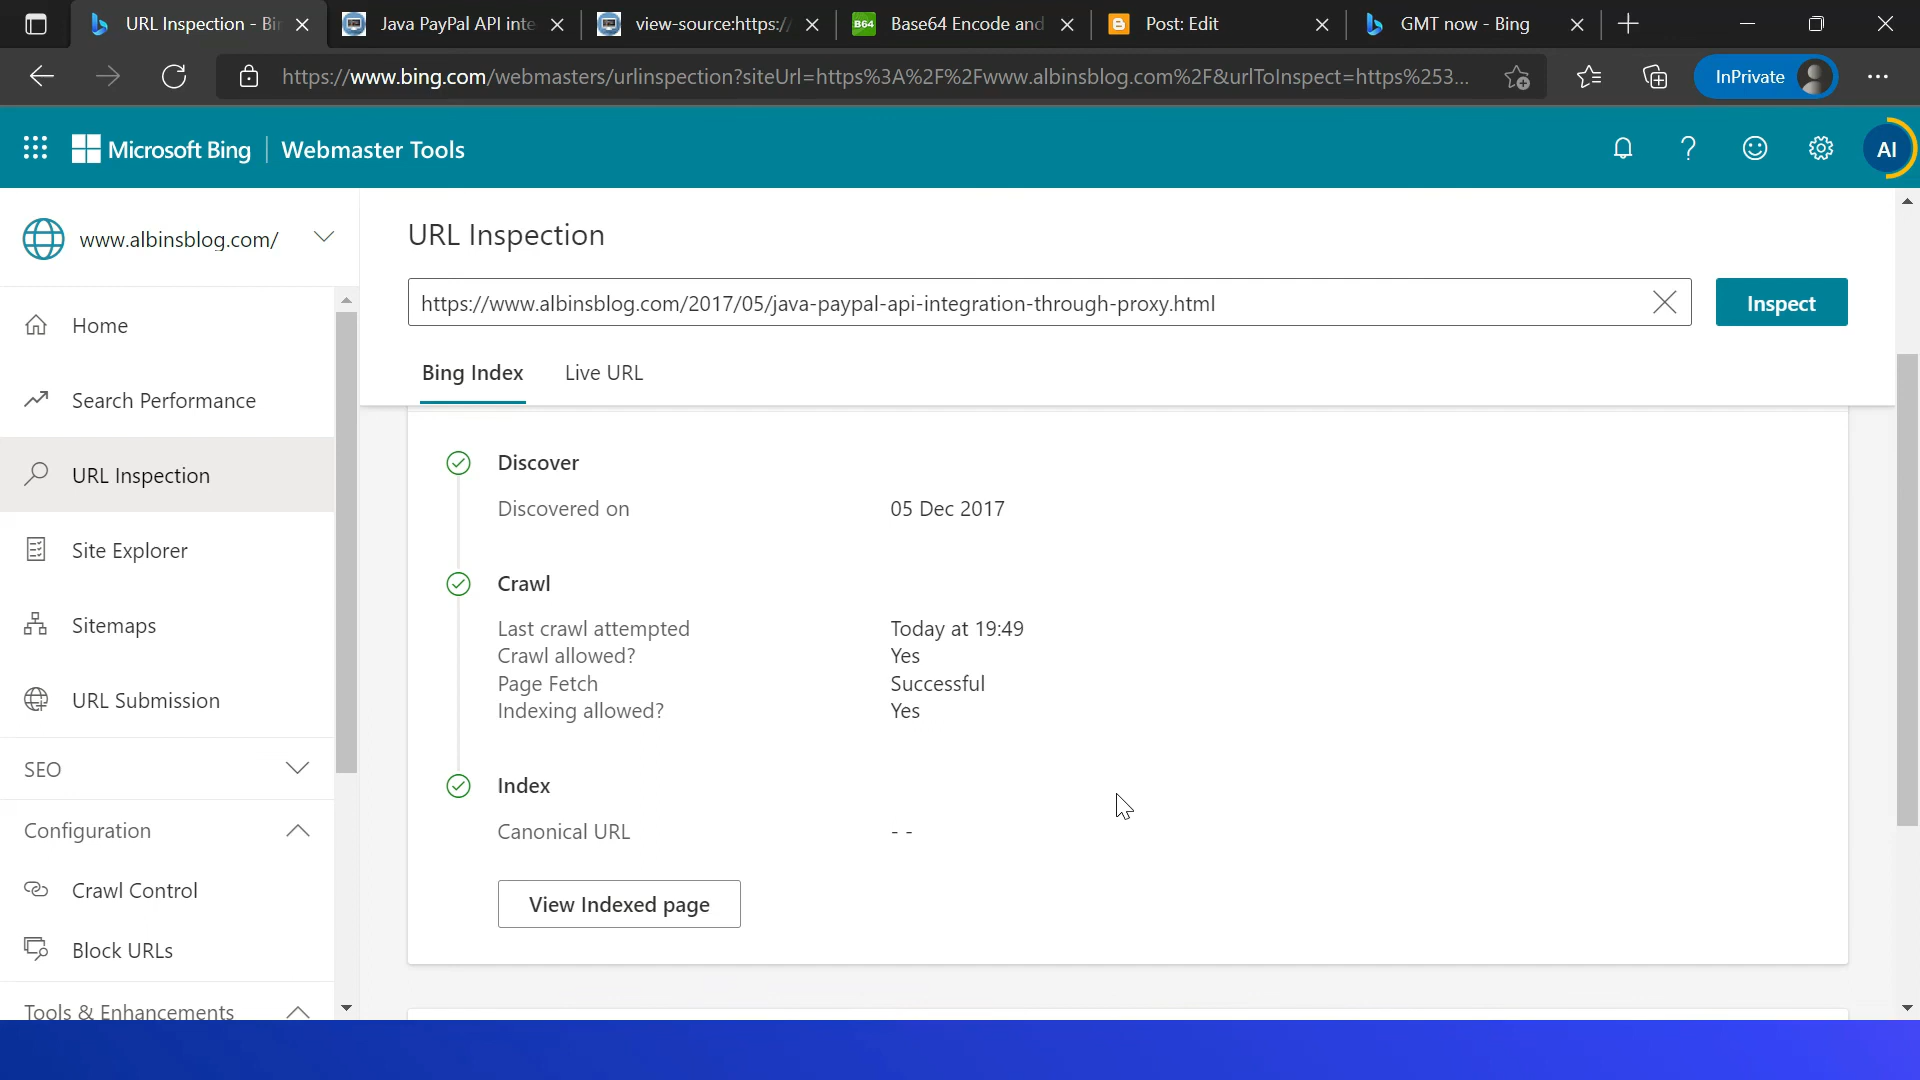 URL Inspection - Bi
Java PayPal API inte
view-source:https:/
B64 Base64 Encode and
Post: Edit
GMT now - Bing
https://www.bing.com/webmasters/urlinspection?siteUrl=https%3A%2F%2Fwww.albinsblog.com%2F&urlToInspect=https%253...
InPrivate
Microsoft Bing
Webmaster Tools
AI
www.albinsblog.com/
Home
Search Performance
URL Inspection
Site Explorer
Sitemaps
URL Submission
SEO
Configuration
Crawl Control
Block URLs
Tools & Enhancements
URL Inspection
https://www.albinsblog.com/2017/05/java-paypal-api-integration-through-proxy.html
Inspect
Bing Index Live URL
Discover
Discovered on 05 Dec 2017
Crawl
Last crawl attempted Today at 19:49
Crawl allowed? Yes
Page Fetch Successful
Indexing allowed? Yes
Index
Canonical URL - -
View Indexed page